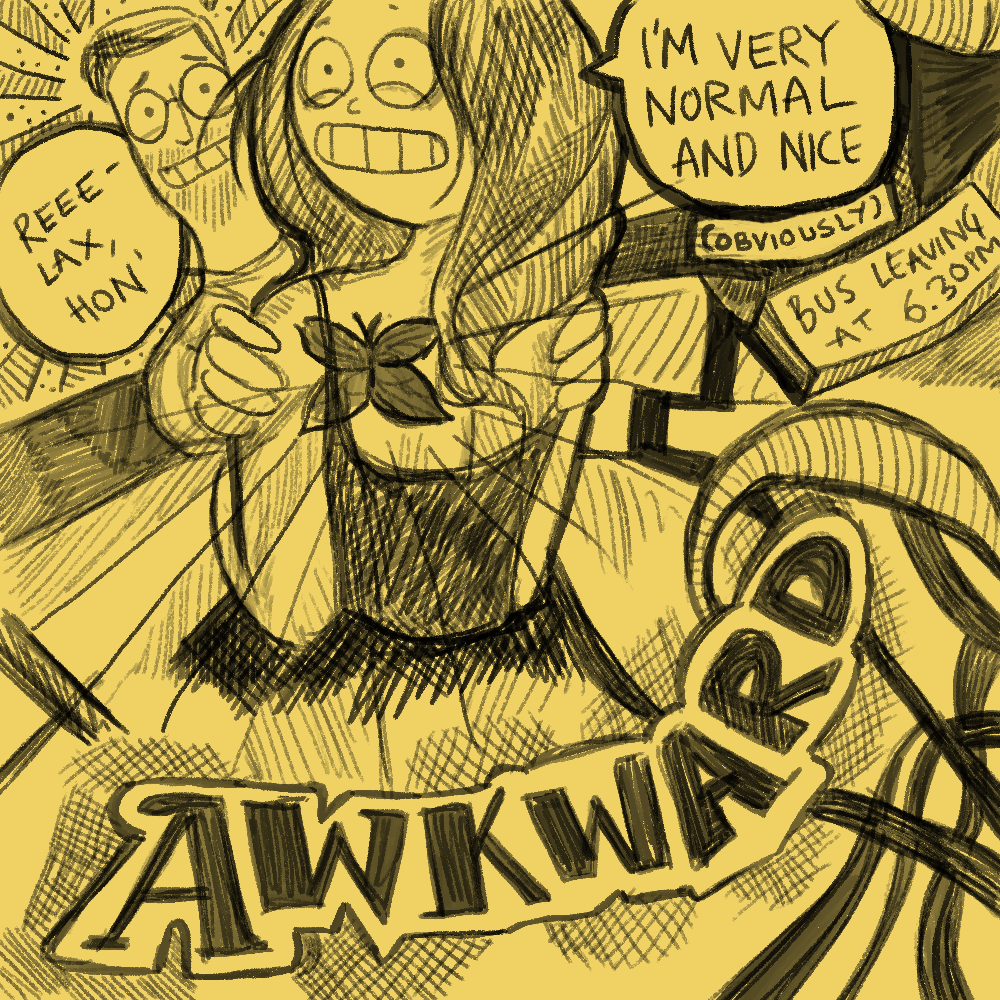 I'M VERY
NORMAL
AND NICE
(OBVIOUSLY)
REEE-
LAX,
HON'
BUS LEAVING
AT 6.30PM
AWKWARD